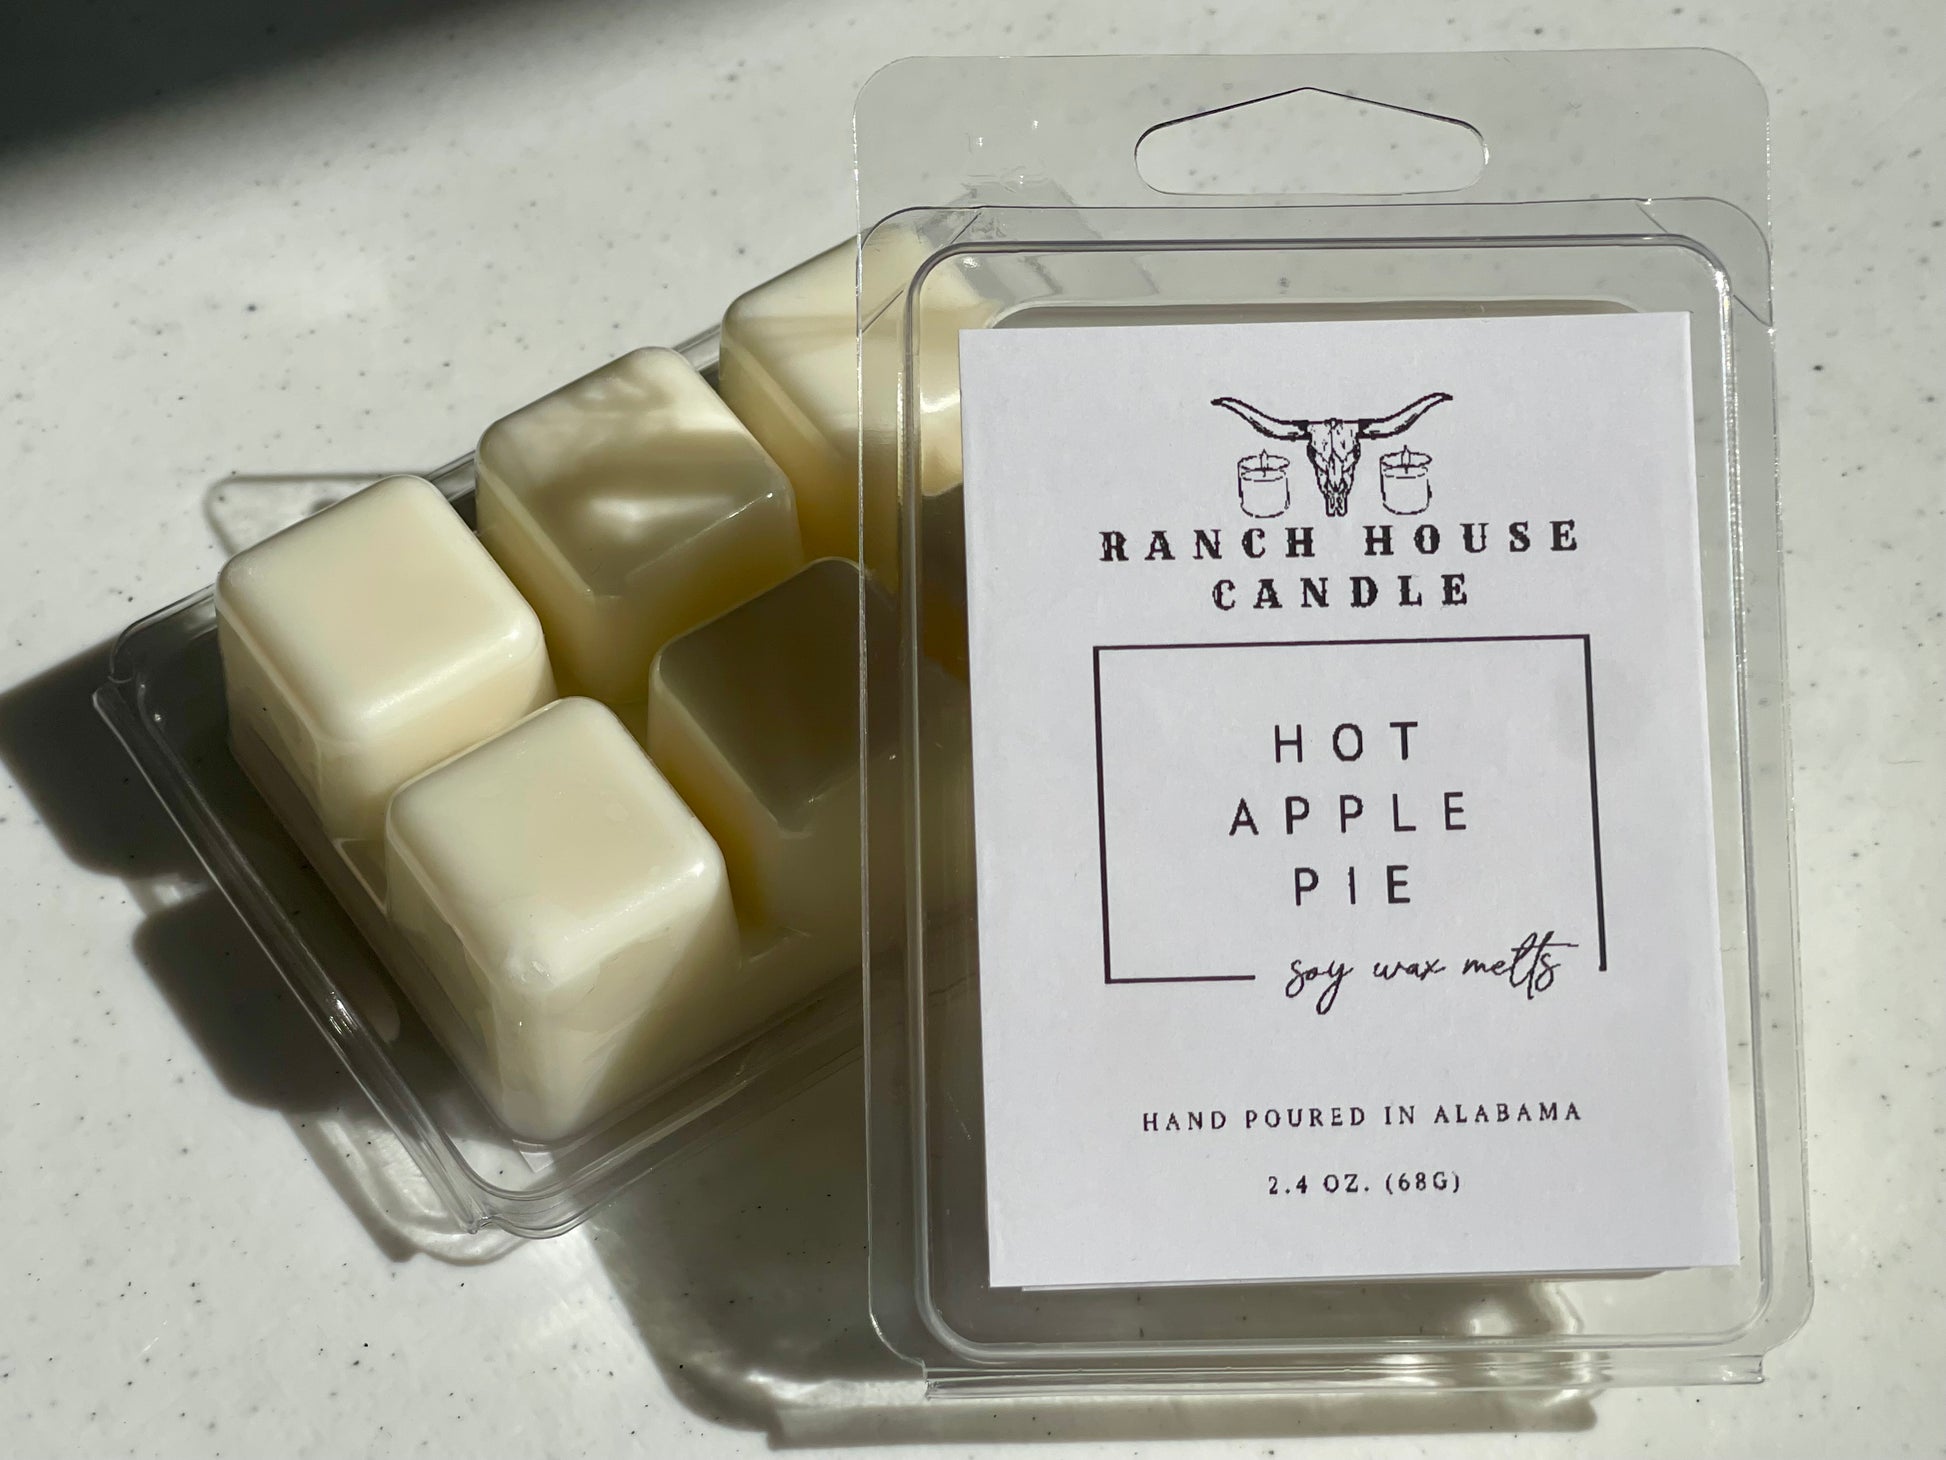 RANCH HOUSE
CANDLE
HOT
APPLE
PIE
soy wax melts
HAND POURED IN ALABAMA
2.4 OZ. (68G)